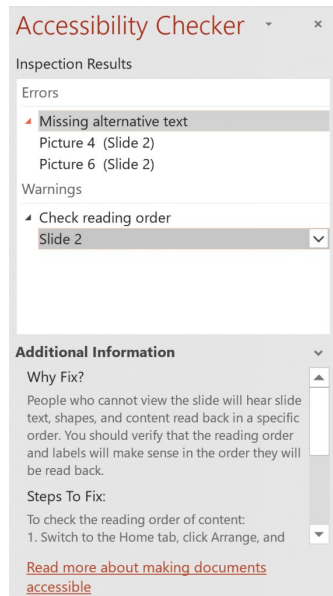 Accessibility Checker
Inspection Results
Errors
Missing alternative text
Picture 4 (Slide 2)
Picture 6 (Slide 2)
Warnings
Check reading order
Slide 2
Additional Information
Why Fix?
People who cannot view the slide will hear slide
text, shapes, and content read back in a specific
order. You should verify that the reading order
and labels will make sense in the order they will
be read back.
Steps To Fix:
To check the reading order of content:
1. Switch to the Home tab, click Arrange, and
Read more about making documents
accessible